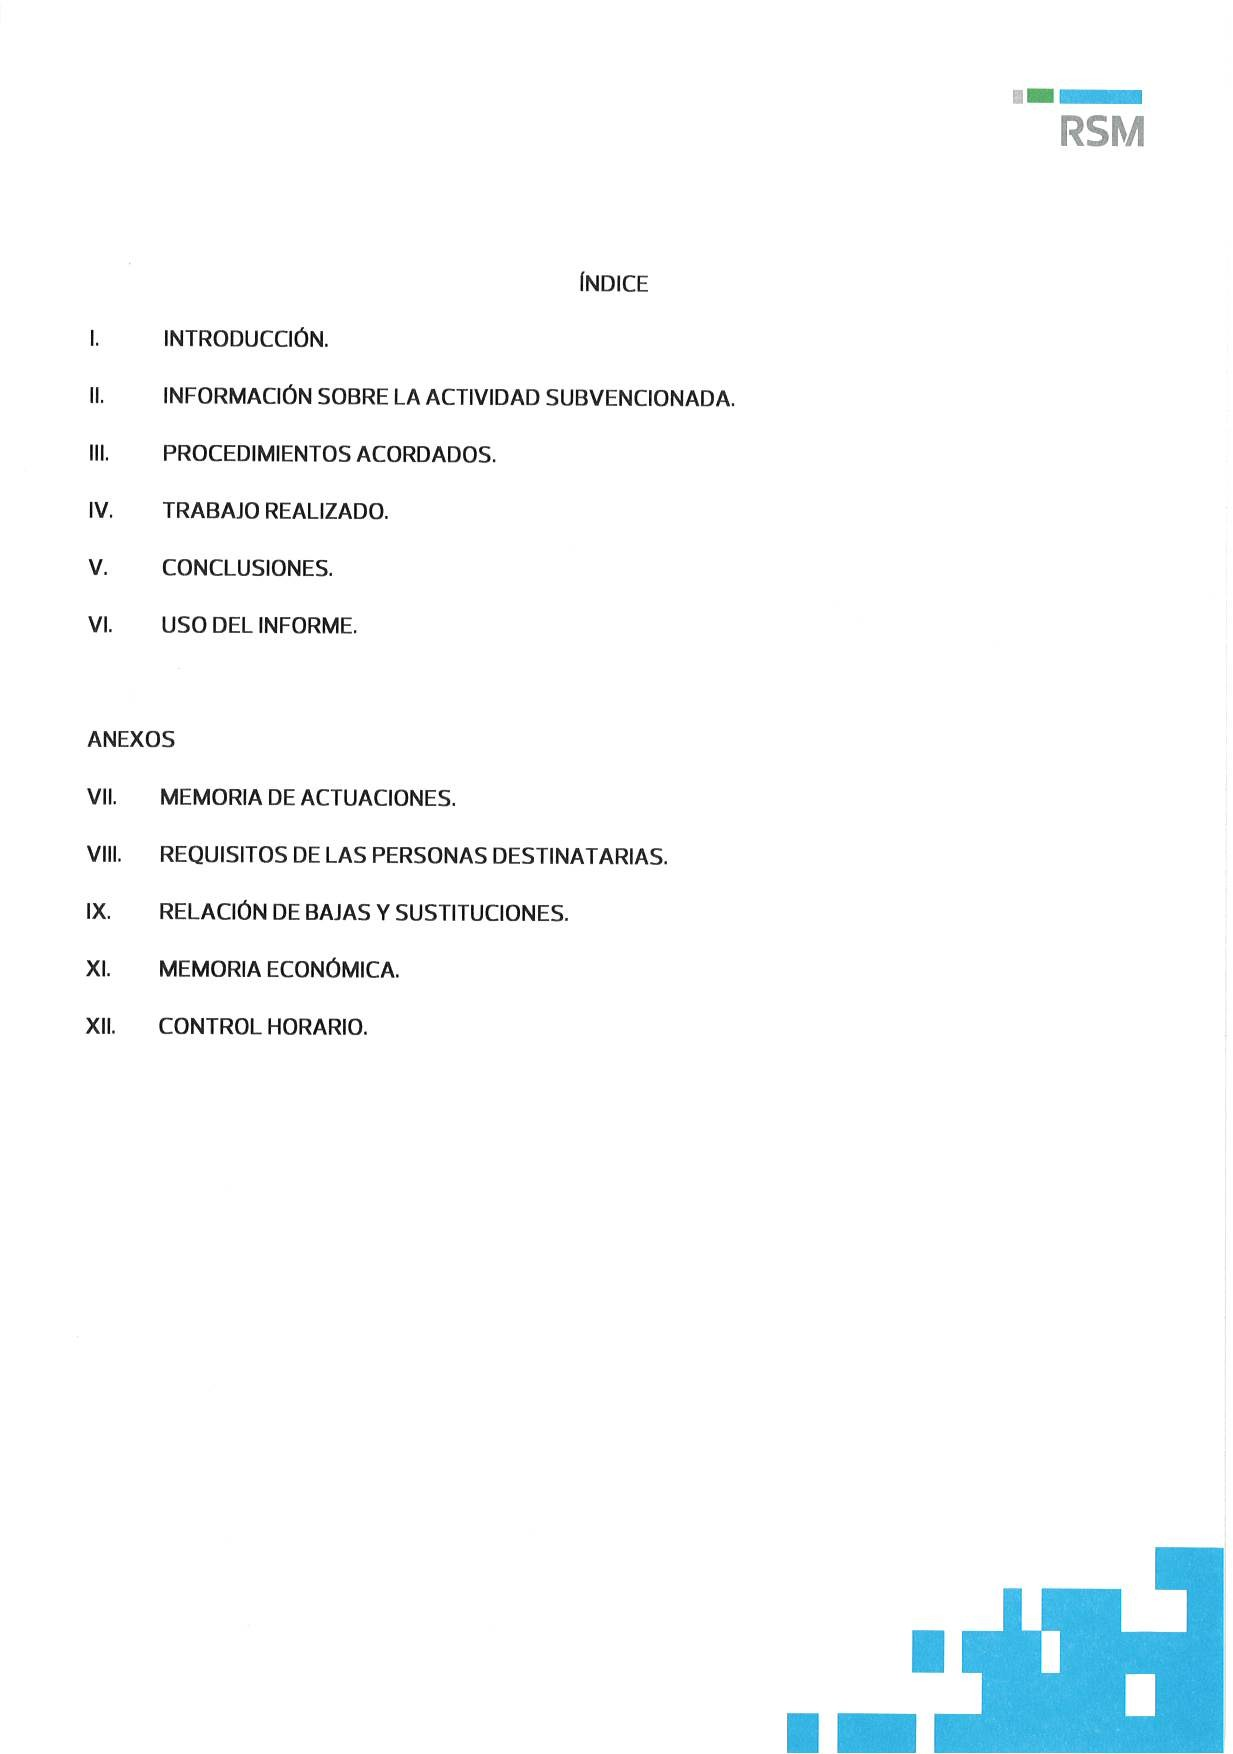 RSM
ÍNDICE
I. INTRODUCCIÓN.
II. INFORMACIÓN SOBRE LA ACTIVIDAD SUBVENCIONADA.
III. PROCEDIMIENTOS ACORDADOS.
IV. TRABAJO REALIZADO.
V. CONCLUSIONES.
VI. USO DEL INFORME.
ANEXOS
VII. MEMORIA DE ACTUACIONES.
VIII. REQUISITOS DE LAS PERSONAS DESTINATARIAS.
IX. RELACIÓN DE BAJAS Y SUSTITUCIONES.
XI. MEMORIA ECONÓMICA.
XII. CONTROL HORARIO.